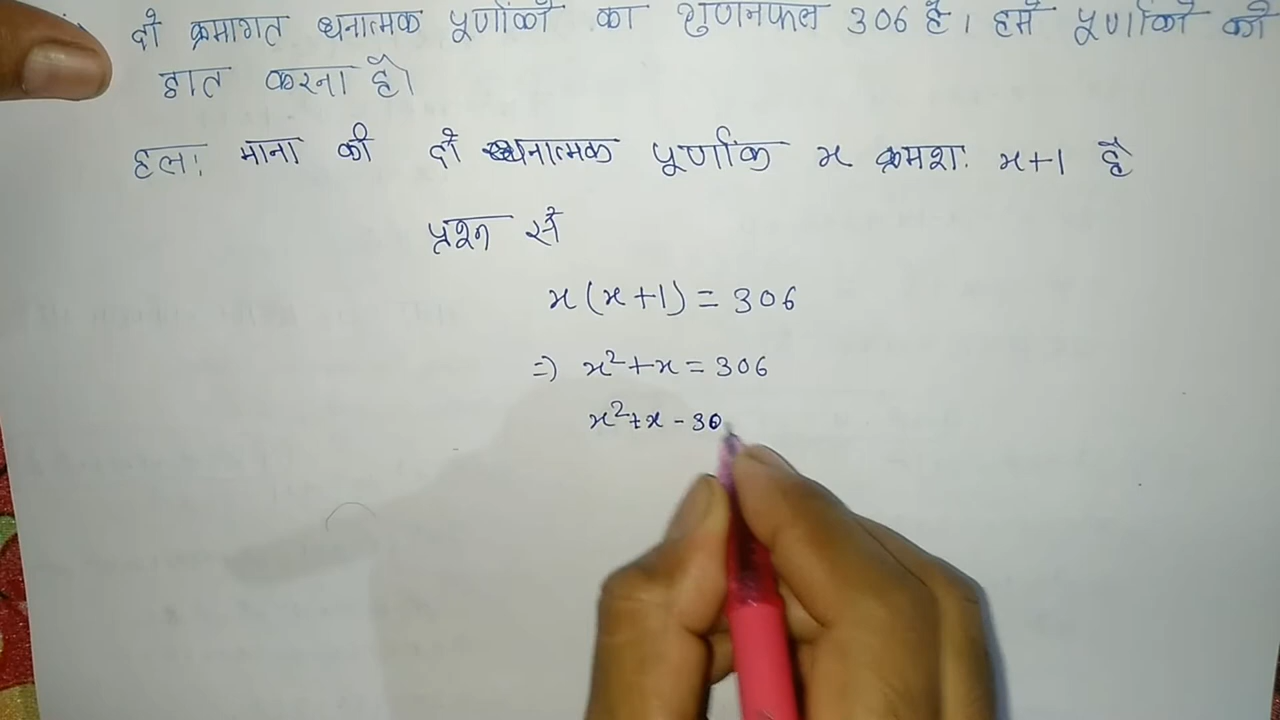 दो क्रमागत धनात्मक पूर्णांको का गुणनफल 306 है। हमें पूर्णांको को
ज्ञात करना है।
हल: माना की दो धनात्मक पूर्णांक x क्रमश: x+1 है
प्रश्न से
x(x+1)=306
=) x²+x=306
x²+x-30